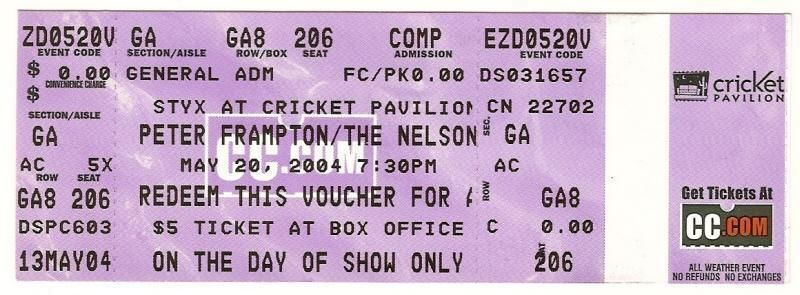 ZD0520V GA GA8 206 COMP EZD0520V
EVENT CODE SECTION/AISLE ROW/BOX SEAT ADMISSION EVENT CODE
$ 0.00 GENERAL ADM FC/PK0.00 DS031657
CONVENIENCE CHARGE
$ STYX AT CRICKET PAVILION CN 22702
SECTION/AISLE
GA PETER FRAMPTON/THE NELSON SEC. GA
CC.COM
AC 5X MAY 20, 2004 7:30PM AC
ROW SEAT
GA8 206 REDEEM THIS VOUCHER FOR A ROW GA8
DSPC603 $5 TICKET AT BOX OFFICE C 0.00
13MAY04 ON THE DAY OF SHOW ONLY 206
cricket
PAVILION
Get Tickets At
CC.COM
ALL WEATHER EVENT
NO REFUNDS NO EXCHANGES